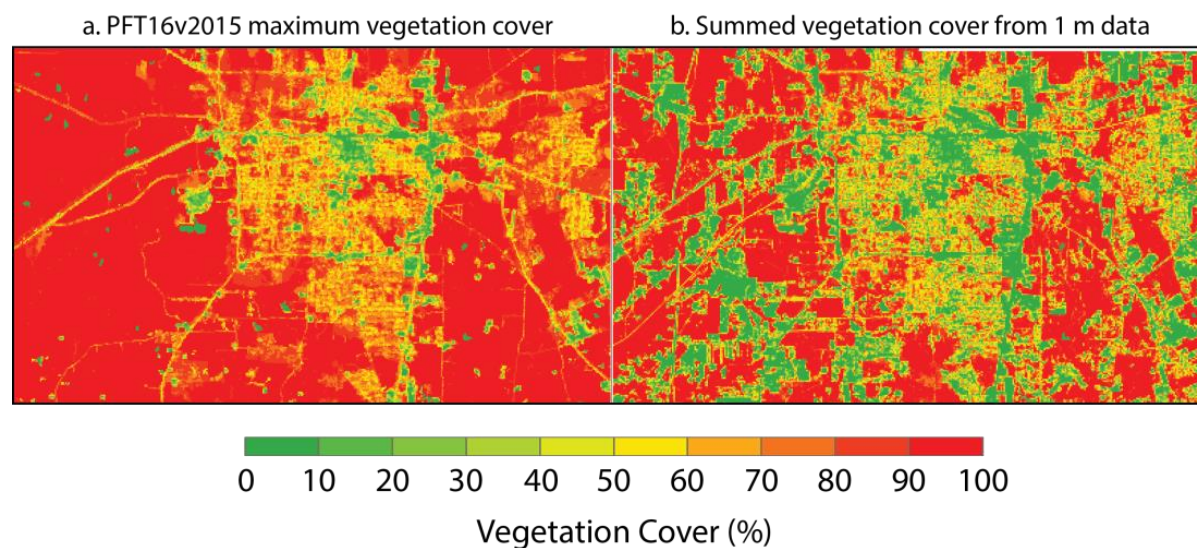 a. PFT16v2015 maximum vegetation cover
b. Summed vegetation cover from 1 m data
0 10 20 30 40 50 60 70 80 90 100
Vegetation Cover (%)